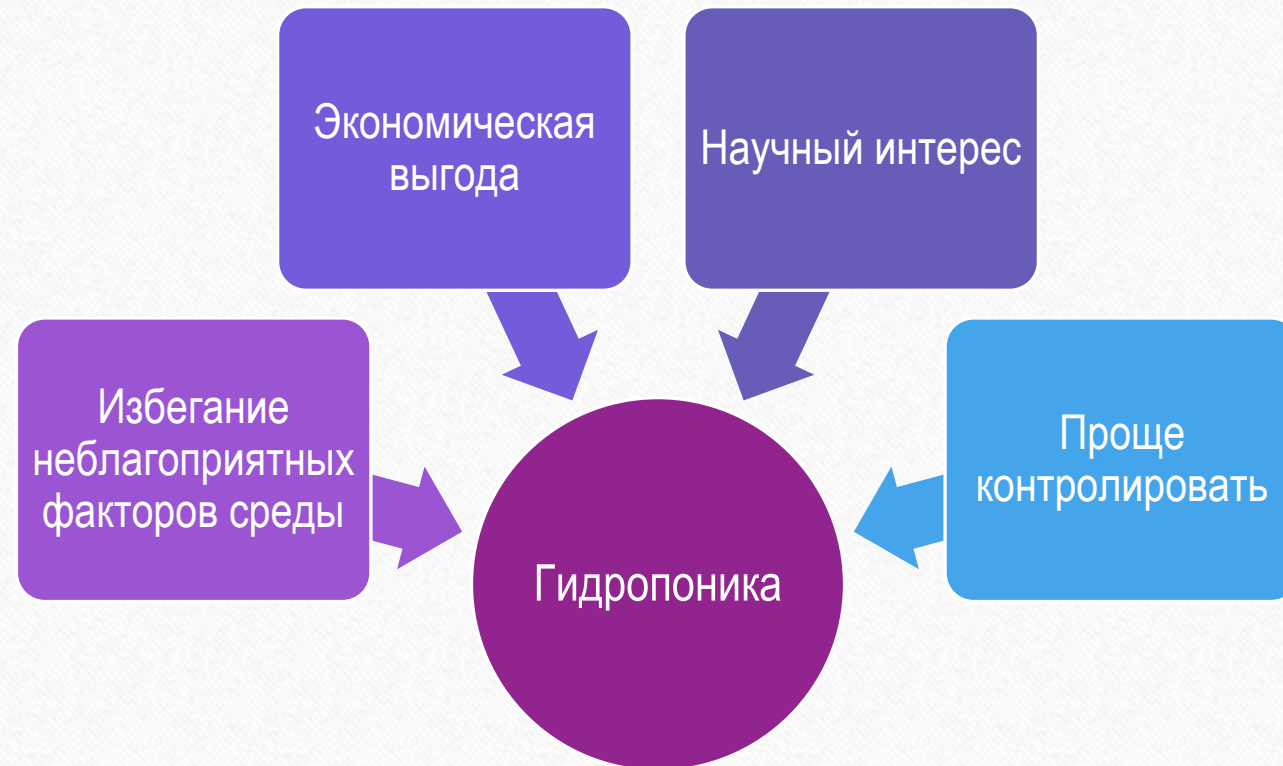 Экономическая
выгода
Научный интерес
Избегание
неблагоприятных
факторов среды
Проще
контролировать
Гидропоника